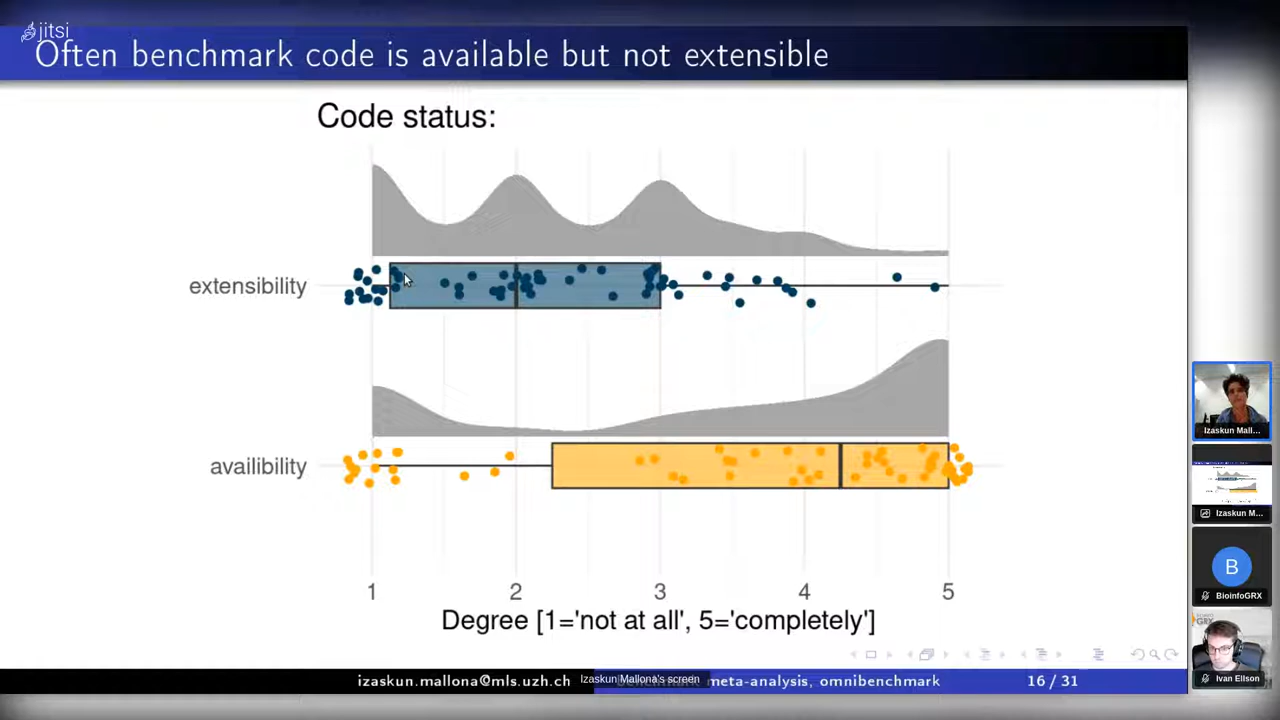 jitsi
Often benchmark code is available but not extensible
Code status:
extensibility
availibility
1 2 3 4 5
Degree [1='not at all', 5='completely']
Izaskun Mall...
Izaskun M...
B
BioinfoGRX
Ivan Ellson
izaskun.mallona@mls.uzh.ch
Izaskun Mallona's screen
meta-analysis, omnibenchmark
16 / 31